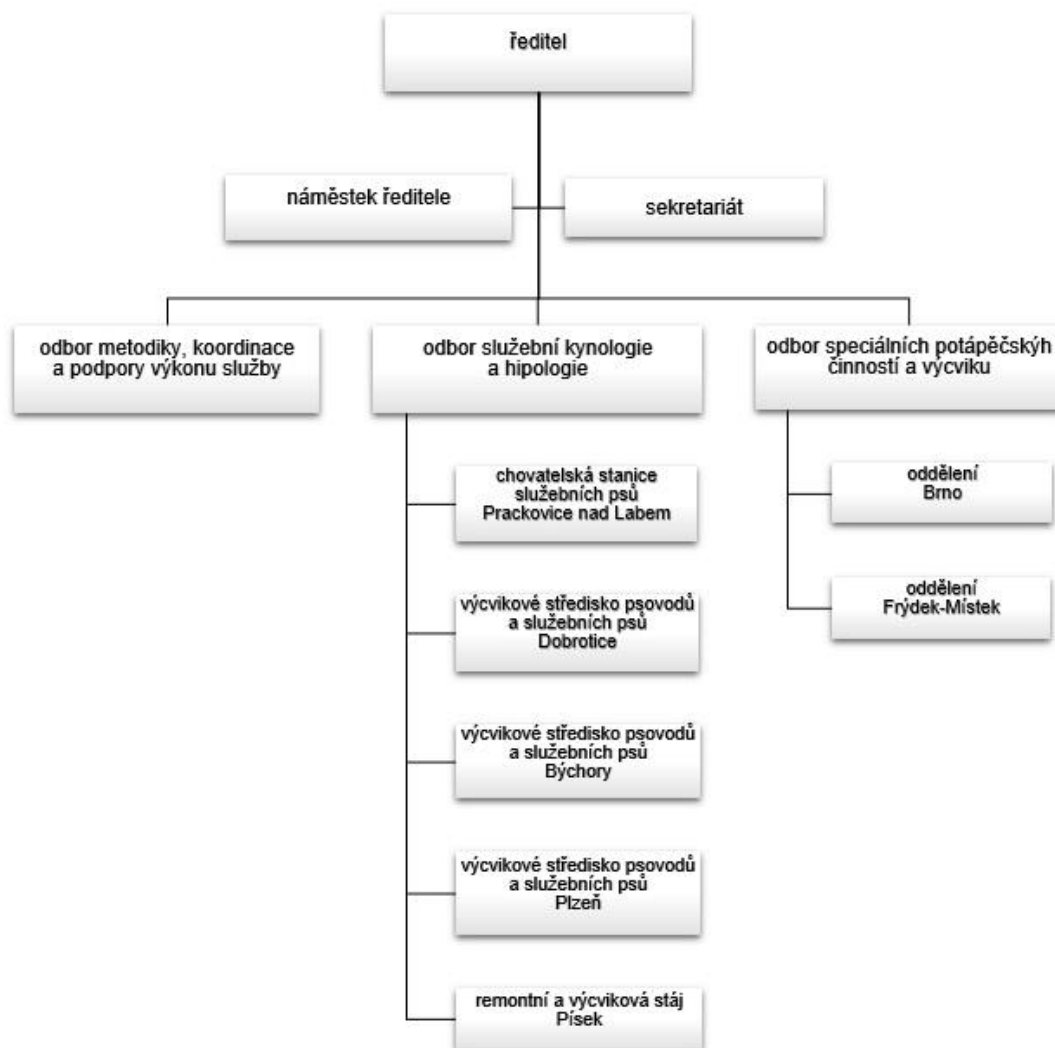 ředitel
náměstek ředitele
sekretariát
odbor metodiky, koordinace
a podpory výkonu služby
odbor služební kynologie
a hipologie
odbor speciálních potápěčskýh
činností a výcviku
chovatelská stanice
služebních psů
Prackovice nad Labem
výcvikové středisko psovodů
a služebních psů
Dobrotice
výcvikové středisko psovodů
a služebních psů
Býchory
výcvikové středisko psovodů
a služebních psů
Plzeň
remontní a výcviková stáj
Písek
oddělení
Brno
oddělení
Frýdek-Místek